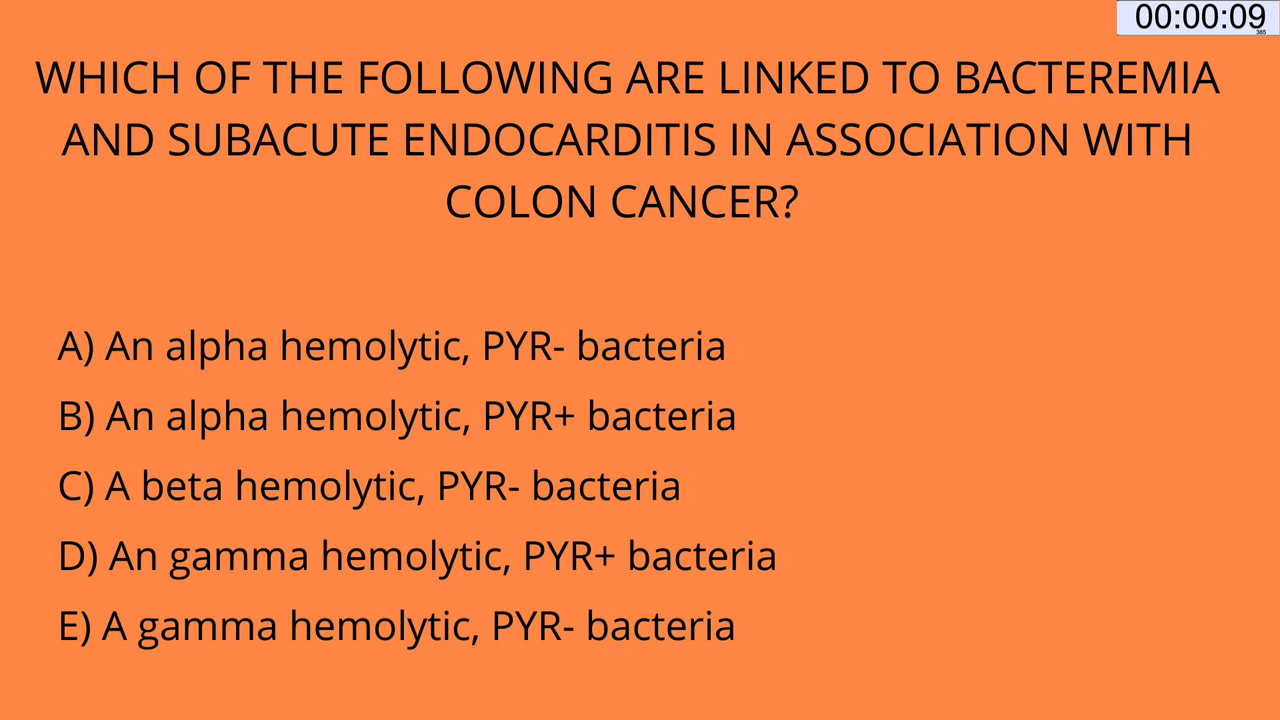 00:00:09
385
WHICH OF THE FOLLOWING ARE LINKED TO BACTEREMIA
AND SUBACUTE ENDOCARDITIS IN ASSOCIATION WITH
COLON CANCER?
A) An alpha hemolytic, PYR- bacteria
B) An alpha hemolytic, PYR+ bacteria
C) A beta hemolytic, PYR- bacteria
D) An gamma hemolytic, PYR+ bacteria
E) A gamma hemolytic, PYR- bacteria